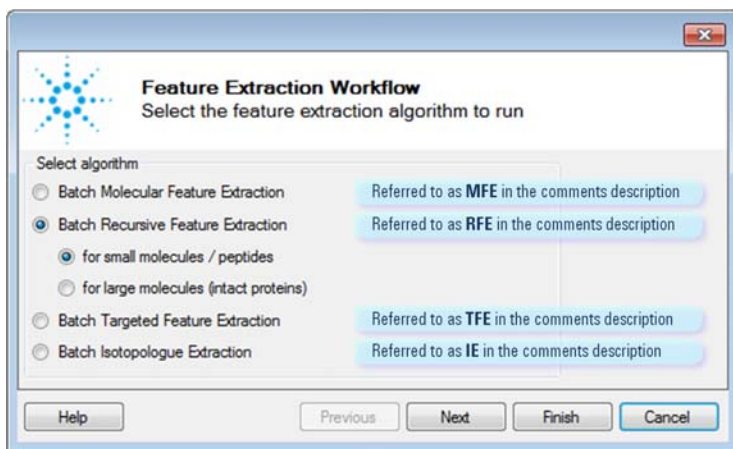 Feature Extraction Workflow
Select the feature extraction algorithm to run
Select algorithm
Batch Molecular Feature Extraction
Referred to as MFE in the comments description
Batch Recursive Feature Extraction
Referred to as RFE in the comments description
for small molecules / peptides
for large molecules (intact proteins)
Batch Targeted Feature Extraction
Referred to as TFE in the comments description
Batch Isotopologue Extraction
Referred to as IE in the comments description
Help
Previous
Next
Finish
Cancel